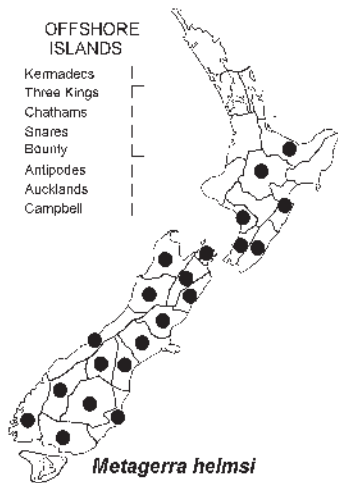 OFFSHORE
ISLANDS
Kermadecs
Three Kings
Chathams
Snares
Bounty
Antipodes
Aucklands
Campbell
Metagerra helmsi